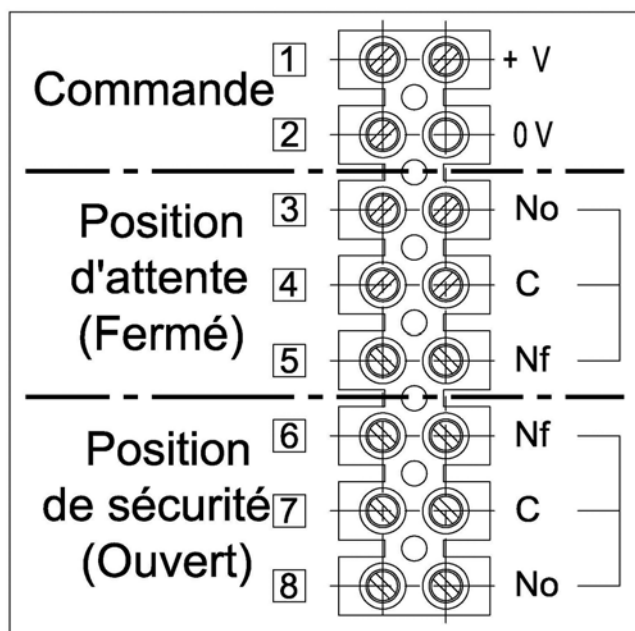 Commande
1 + V
2 0 V
Position
d'attente
(Fermé)
3 No
4 C
5 Nf
Position
de sécurité
(Ouvert)
6 Nf
7 C
8 No